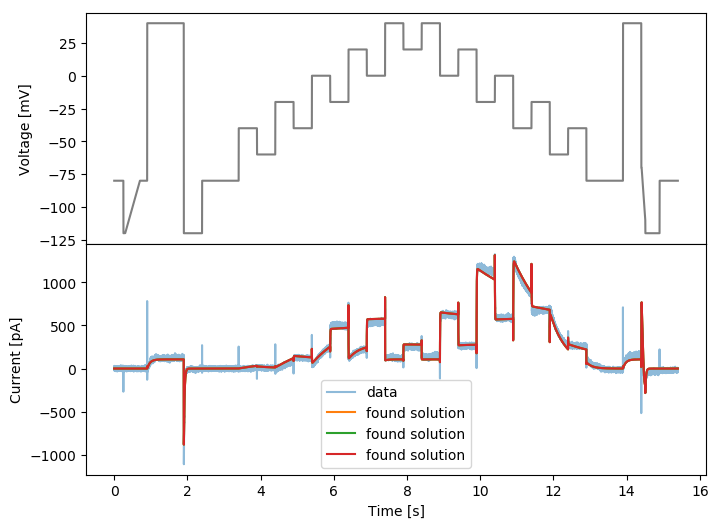 25
0
−25
−50
−75
−100
−125
Voltage [mV]
1000
500
0
−500
−1000
Current [pA]
data
found solution
found solution
found solution
0 2 4 6 8 10 12 14 16
Time [s]